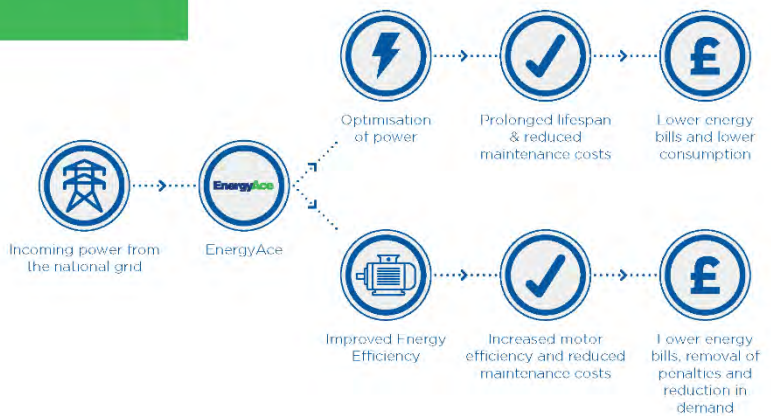 Incoming power from
the national grid
EnergyAce
EnergyAce
Optimisation
of power
Prolonged lifespan
& reduced
maintenance costs
£
Lower energy
bills and lower
consumption
Improved Energy
Efficiency
Increased motor
efficiency and reduced
maintenance costs
£
Lower energy
bills, removal of
penalties and
reduction in
demand